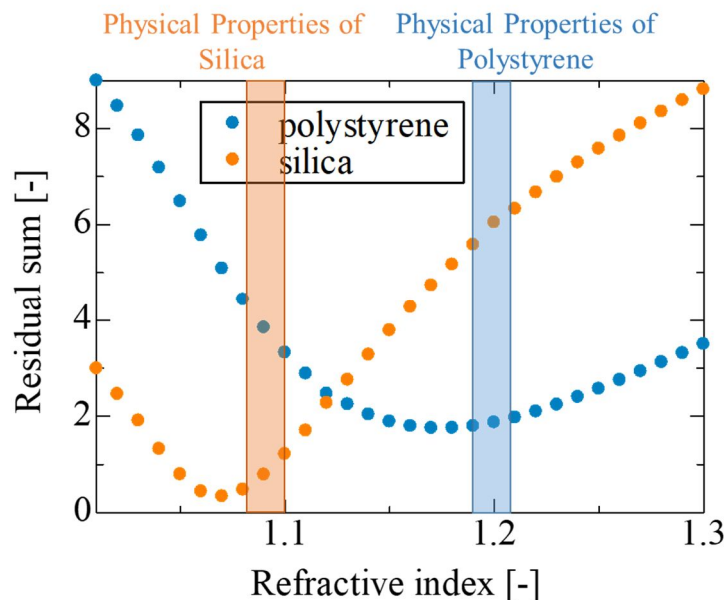 Physical Properties of
Silica
Physical Properties of
Polystyrene
polystyrene
silica
8
6
4
2
0
1.1
1.2
1.3
Residual sum [-]
Refractive index [-]